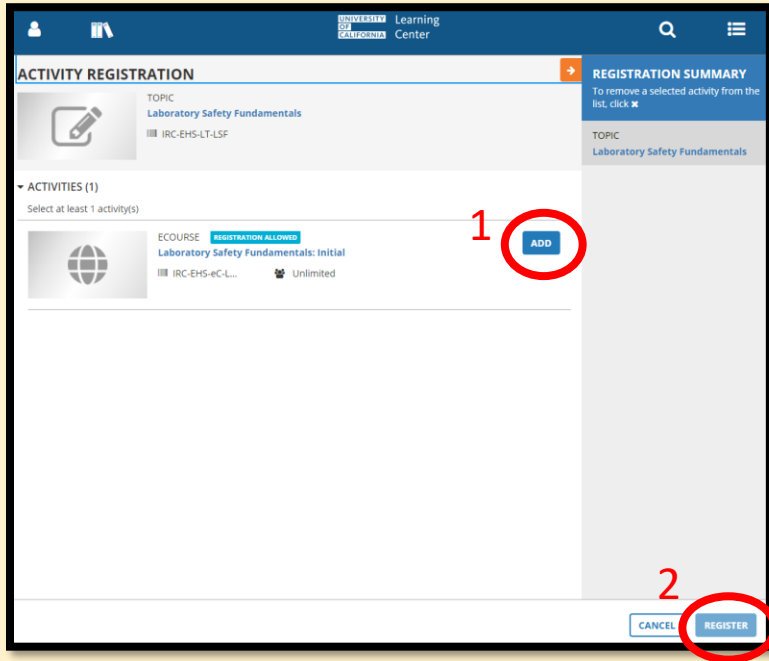 UNIVERSITY
OF
CALIFORNIA
Learning
Center
ACTIVITY REGISTRATION
TOPIC
Laboratory Safety Fundamentals
IRC-EHS-LT-LSF
ACTIVITIES (1)
Select at least 1 activity(s)
ECOURSE REGISTRATION ALLOWED
Laboratory Safety Fundamentals: Initial
IRC-EHS-eC-L... Unlimited
1
ADD
REGISTRATION SUMMARY
To remove a selected activity from the
list, click ✖
TOPIC
Laboratory Safety Fundamentals
2
CANCEL REGISTER